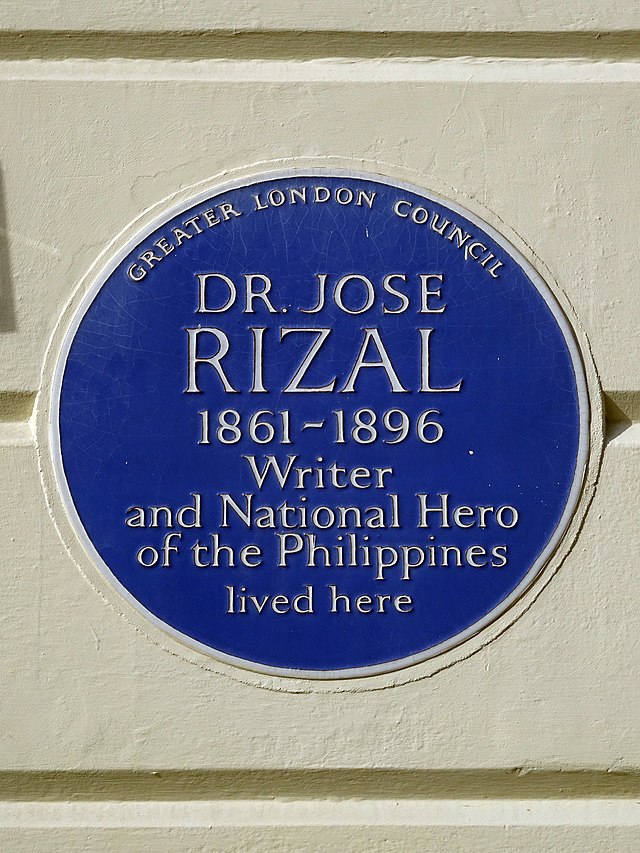 GREATER LONDON COUNCIL
DR. JOSE
RIZAL
1861-1896
Writer
and National Hero
of the Philippines
lived here